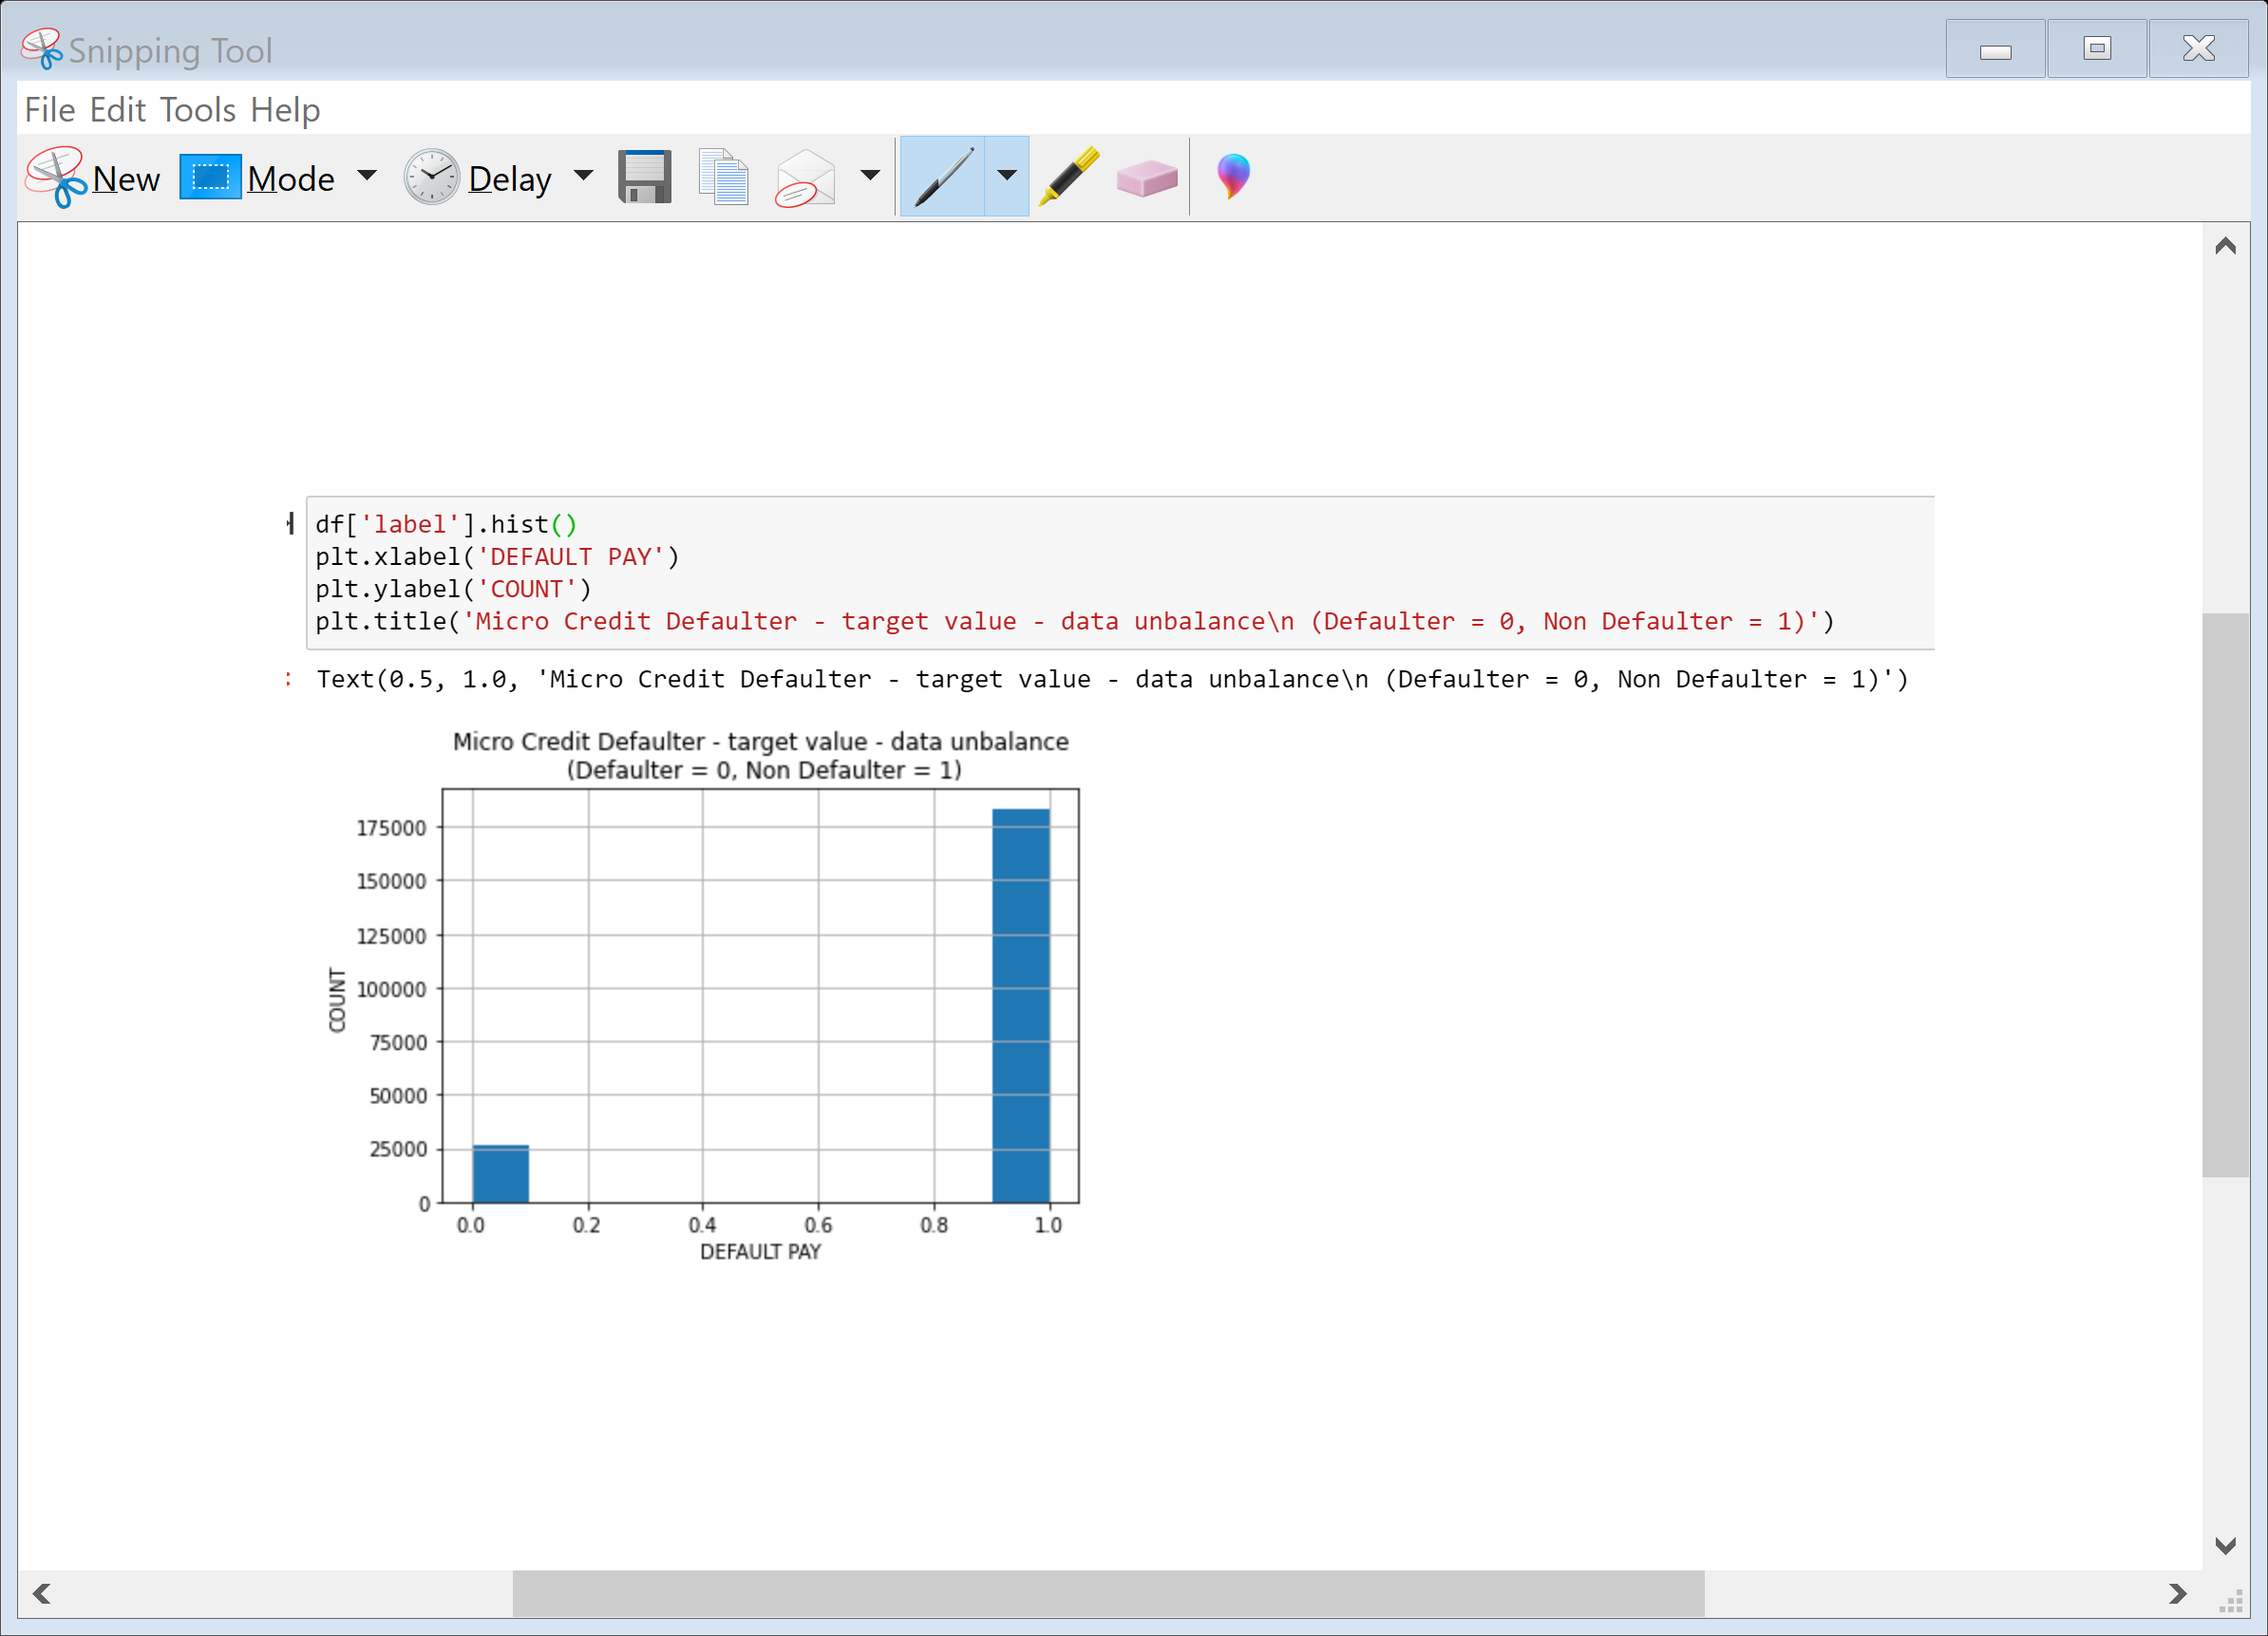 Snipping Tool
File Edit Tools Help
New Mode Delay
df['label'].hist()
plt.xlabel('DEFAULT PAY')
plt.ylabel('COUNT')
plt.title('Micro Credit Defaulter - target value - data unbalance\n (Defaulter = 0, Non Defaulter = 1)')
: Text(0.5, 1.0, 'Micro Credit Defaulter - target value - data unbalance\n (Defaulter = 0, Non Defaulter = 1)')
Micro Credit Defaulter - target value - data unbalance
(Defaulter = 0, Non Defaulter = 1)
175000
150000
125000
100000
75000
50000
25000
0
COUNT
0.0 0.2 0.4 0.6 0.8 1.0
DEFAULT PAY